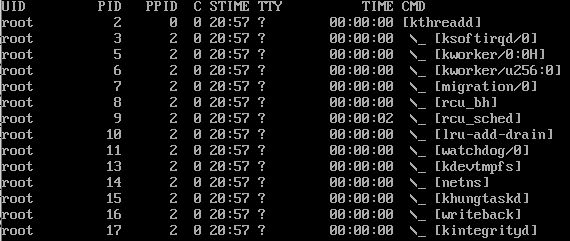 UID        PID  PPID  C STIME TTY          TIME CMD
root         2     0  0 20:57 ?        00:00:00 [kthreadd]
root         3     2  0 20:57 ?        00:00:00  \_ [ksoftirqd/0]
root         5     2  0 20:57 ?        00:00:00  \_ [kworker/0:0H]
root         6     2  0 20:57 ?        00:00:00  \_ [kworker/u256:0]
root         7     2  0 20:57 ?        00:00:00  \_ [migration/0]
root         8     2  0 20:57 ?        00:00:00  \_ [rcu_bh]
root         9     2  0 20:57 ?        00:00:02  \_ [rcu_sched]
root        10     2  0 20:57 ?        00:00:00  \_ [lru-add-drain]
root        11     2  0 20:57 ?        00:00:00  \_ [watchdog/0]
root        13     2  0 20:57 ?        00:00:00  \_ [kdevtmpfs]
root        14     2  0 20:57 ?        00:00:00  \_ [netns]
root        15     2  0 20:57 ?        00:00:00  \_ [khungtaskd]
root        16     2  0 20:57 ?        00:00:00  \_ [writeback]
root        17     2  0 20:57 ?        00:00:00  \_ [kintegrityd]